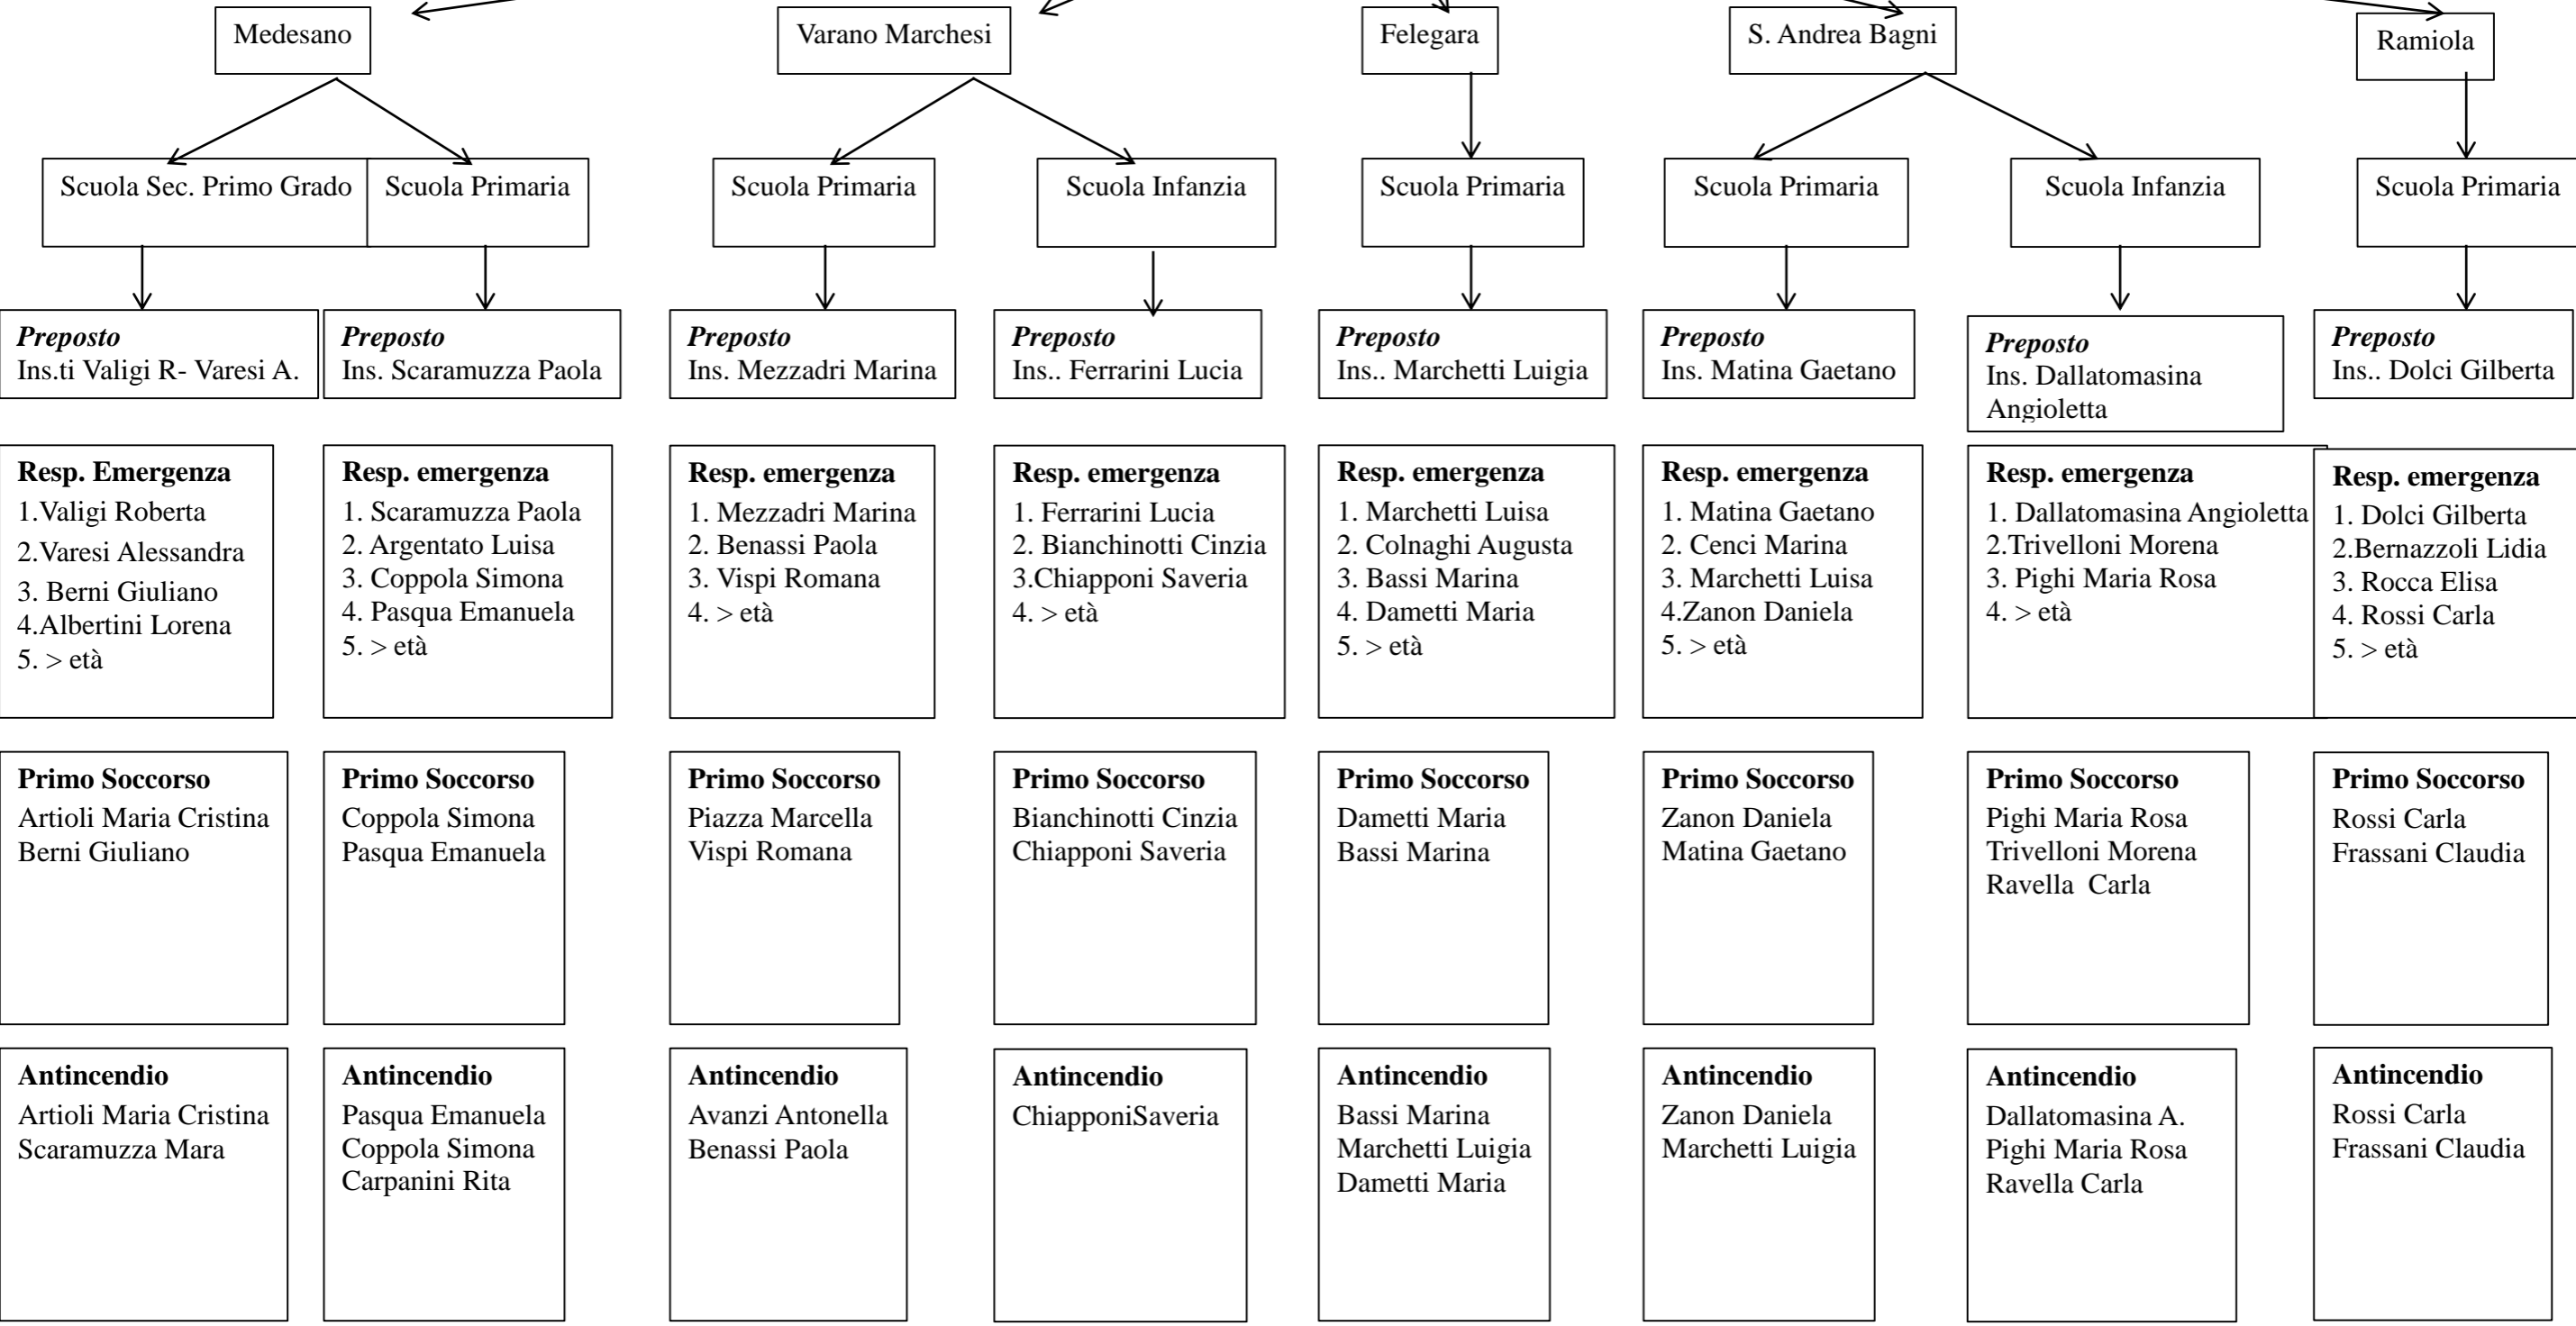 Medesano
Varano Marchesi
Felegara
S. Andrea Bagni
Ramiola
Scuola Sec. Primo Grado
Scuola Primaria
Scuola Primaria
Scuola Infanzia
Scuola Primaria
Scuola Primaria
Scuola Infanzia
Scuola Primaria
Preposto
Ins.ti Valigi R- Varesi A.
Preposto
Ins. Scaramuzza Paola
Preposto
Ins. Mezzadri Marina
Preposto
Ins.. Ferrarini Lucia
Preposto
Ins.. Marchetti Luigia
Preposto
Ins. Matina Gaetano
Preposto
Ins. Dallatomasina
Angioletta
Preposto
Ins.. Dolci Gilberta
Resp. Emergenza
1.Valigi Roberta
2.Varesi Alessandra
3. Berni Giuliano
4.Albertini Lorena
5. > età
Resp. emergenza
1. Scaramuzza Paola
2. Argentato Luisa
3. Coppola Simona
4. Pasqua Emanuela
5. > età
Resp. emergenza
1. Mezzadri Marina
2. Benassi Paola
3. Vispi Romana
4. > età
Resp. emergenza
1. Ferrarini Lucia
2. Bianchinotti Cinzia
3.Chiapponi Saveria
4. > età
Resp. emergenza
1. Marchetti Luisa
2. Colnaghi Augusta
3. Bassi Marina
4. Dametti Maria
5. > età
Resp. emergenza
1. Matina Gaetano
2. Cenci Marina
3. Marchetti Luisa
4.Zanon Daniela
5. > età
Resp. emergenza
1. Dallatomasina Angioletta
2.Trivelloni Morena
3. Pighi Maria Rosa
4. > età
Resp. emergenza
1. Dolci Gilberta
2.Bernazzoli Lidia
3. Rocca Elisa
4. Rossi Carla
5. > età
Primo Soccorso
Artioli Maria Cristina
Berni Giuliano
Primo Soccorso
Coppola Simona
Pasqua Emanuela
Primo Soccorso
Piazza Marcella
Vispi Romana
Primo Soccorso
Bianchinotti Cinzia
Chiapponi Saveria
Primo Soccorso
Dametti Maria
Bassi Marina
Primo Soccorso
Zanon Daniela
Matina Gaetano
Primo Soccorso
Pighi Maria Rosa
Trivelloni Morena
Ravella Carla
Primo Soccorso
Rossi Carla
Frassani Claudia
Antincendio
Artioli Maria Cristina
Scaramuzza Mara
Antincendio
Pasqua Emanuela
Coppola Simona
Carpanini Rita
Antincendio
Avanzi Antonella
Benassi Paola
Antincendio
ChiapponiSaveria
Antincendio
Bassi Marina
Marchetti Luigia
Dametti Maria
Antincendio
Zanon Daniela
Marchetti Luigia
Antincendio
Dallatomasina A.
Pighi Maria Rosa
Ravella Carla
Antincendio
Rossi Carla
Frassani Claudia